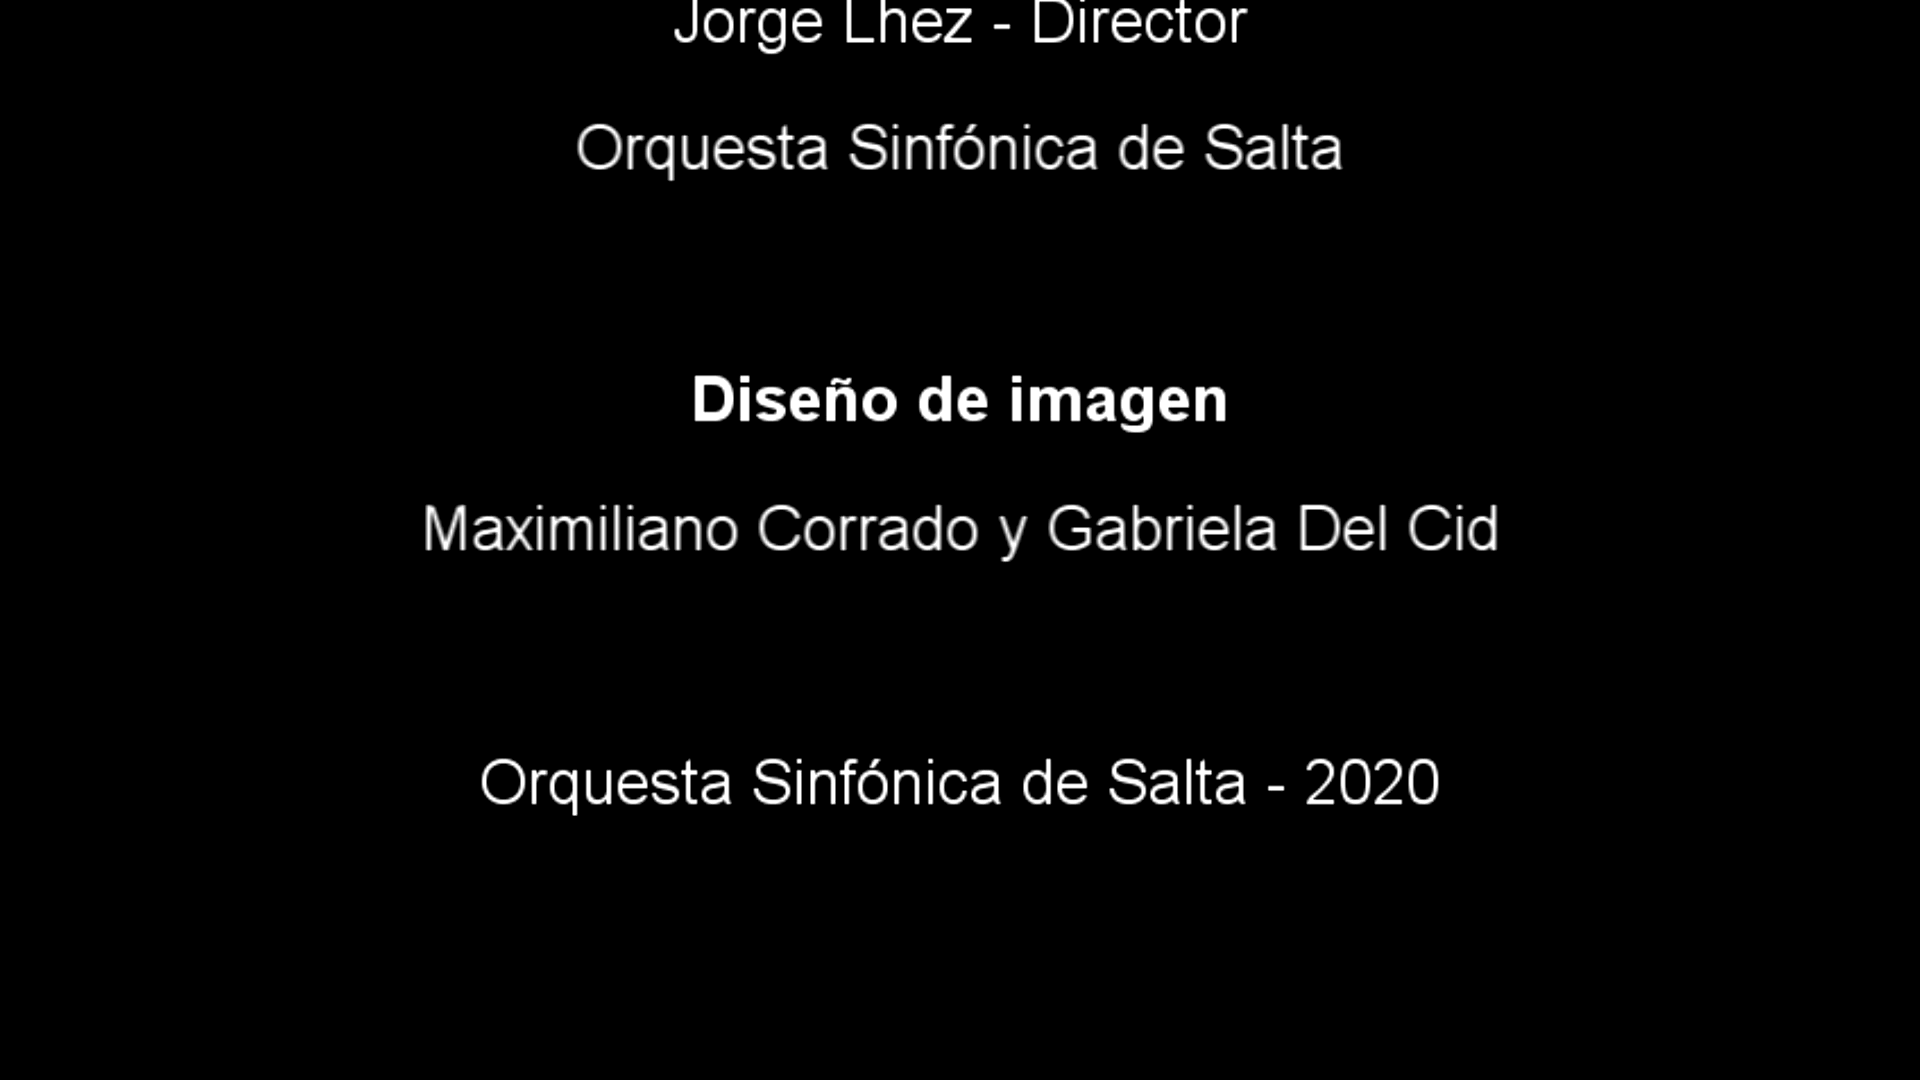 Jorge Lhez - Director
Orquesta Sinfónica de Salta
Diseño de imagen
Maximiliano Corrado y Gabriela Del Cid
Orquesta Sinfónica de Salta - 2020